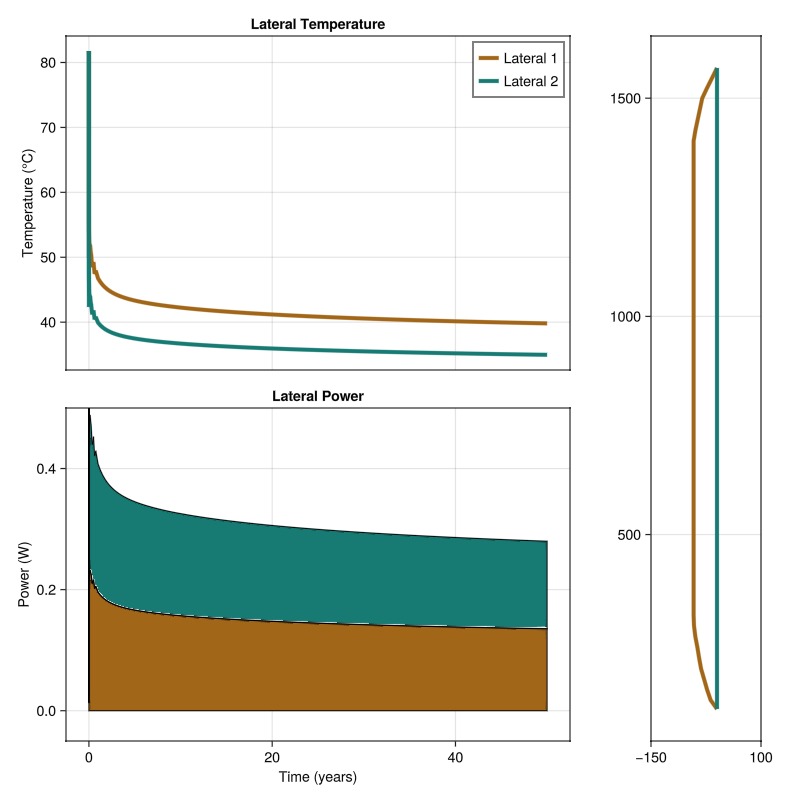 Lateral Temperature
80
70
60
50
40
Temperature (°C)
Lateral 1
Lateral 2
Lateral Power
0.4
0.2
0.0
Power (W)
0
20
40
Time (years)
1500
1000
500
−150
100